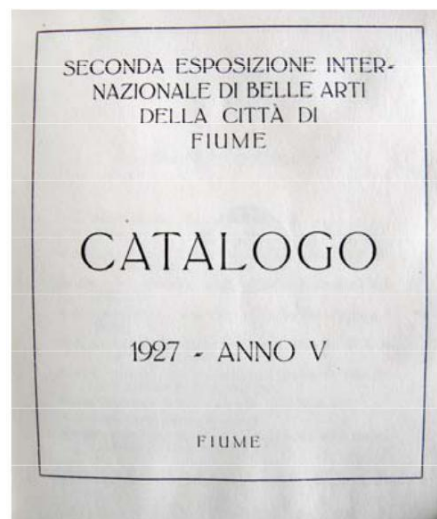 SECONDA ESPOSIZIONE INTER-
NAZIONALE DI BELLE ARTI
DELLA CITTÀ DI
FIUME
CATALOGO
1927 - ANNO V
FIUME